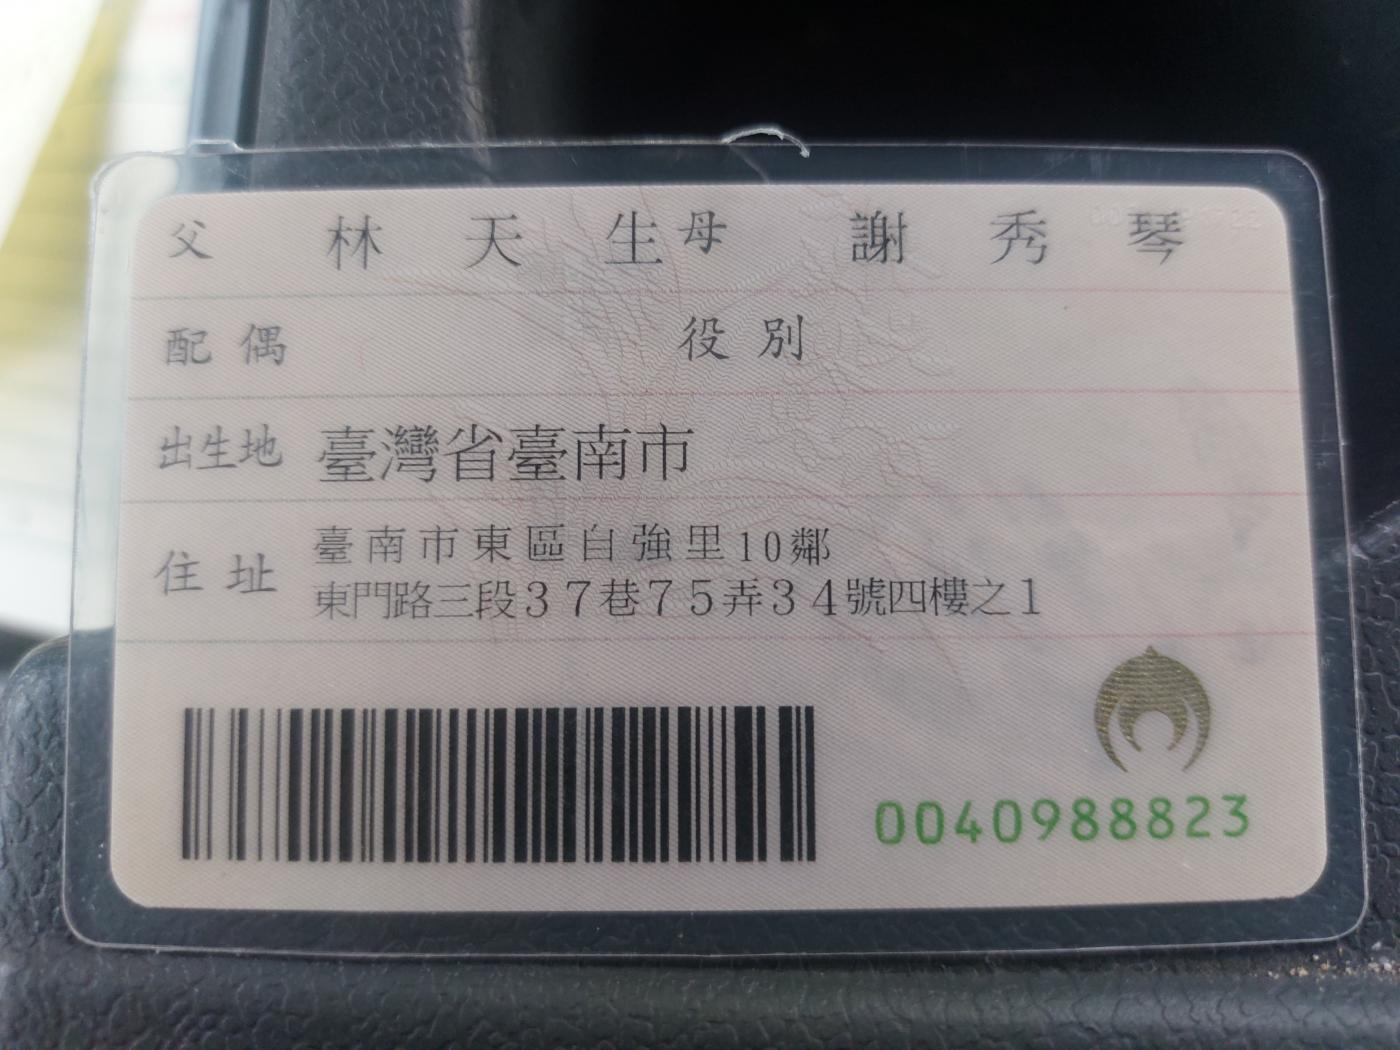 父 林天生 母 謝秀琴
配偶 役別
出生地 臺灣省臺南市
住址 臺南市東區自強里10鄰
東門路三段37巷75弄34號四樓之1
0040988823